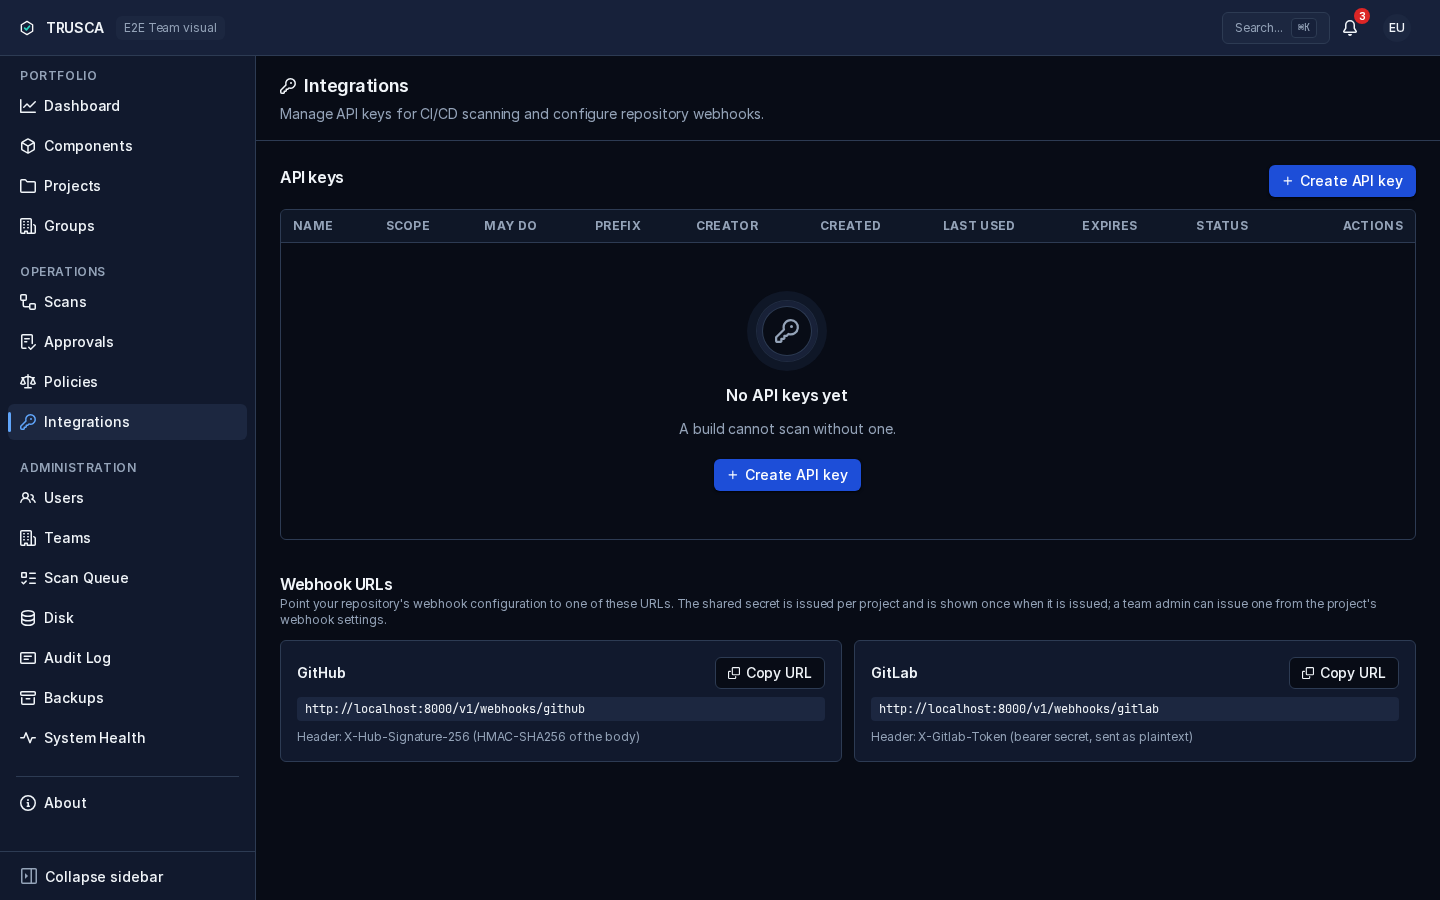 TRUSCA E2E Team visual Search... ⌘K 3 EU
PORTFOLIO
Dashboard
Components
Projects
Groups
OPERATIONS
Scans
Approvals
Policies
Integrations
ADMINISTRATION
Users
Teams
Scan Queue
Disk
Audit Log
Backups
System Health
About
Collapse sidebar
Integrations
Manage API keys for CI/CD scanning and configure repository webhooks.
API keys
+ Create API key
NAME SCOPE MAY DO PREFIX CREATOR CREATED LAST USED EXPIRES STATUS ACTIONS
No API keys yet
A build cannot scan without one.
+ Create API key
Webhook URLs
Point your repository's webhook configuration to one of these URLs. The shared secret is issued per project and is shown once when it is issued; a team admin can issue one from the project's
webhook settings.
GitHub Copy URL
http://localhost:8000/v1/webhooks/github
Header: X-Hub-Signature-256 (HMAC-SHA256 of the body)
GitLab Copy URL
http://localhost:8000/v1/webhooks/gitlab
Header: X-Gitlab-Token (bearer secret, sent as plaintext)